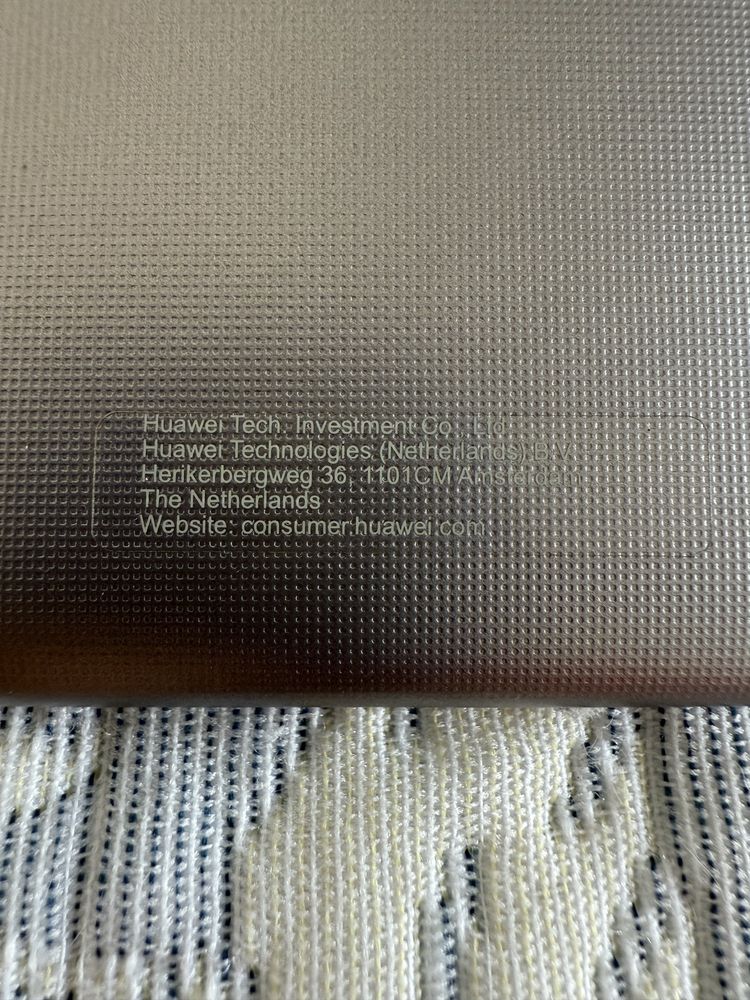 Huawei Tech. Investment Co., Ltd
Huawei Technologies (Netherlands) B.V.
Herikerbergweg 36, 1101CM Amsterdam
The Netherlands
Website: consumer.huawei.com